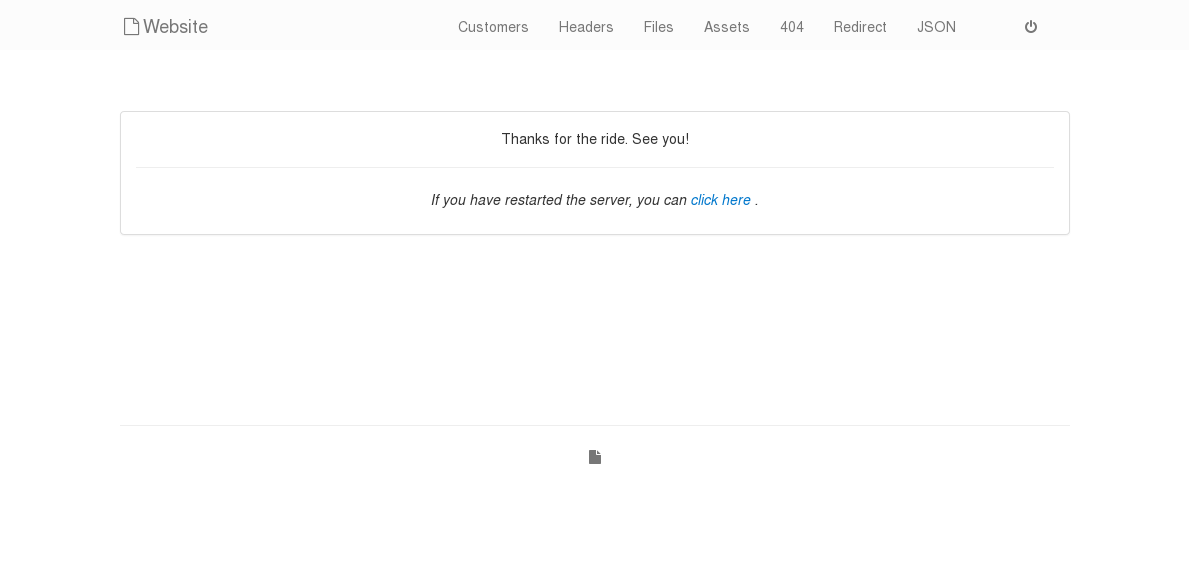 Website Customers Headers Files Assets 404 Redirect JSON
Thanks for the ride. See you!
If you have restarted the server, you can click here .